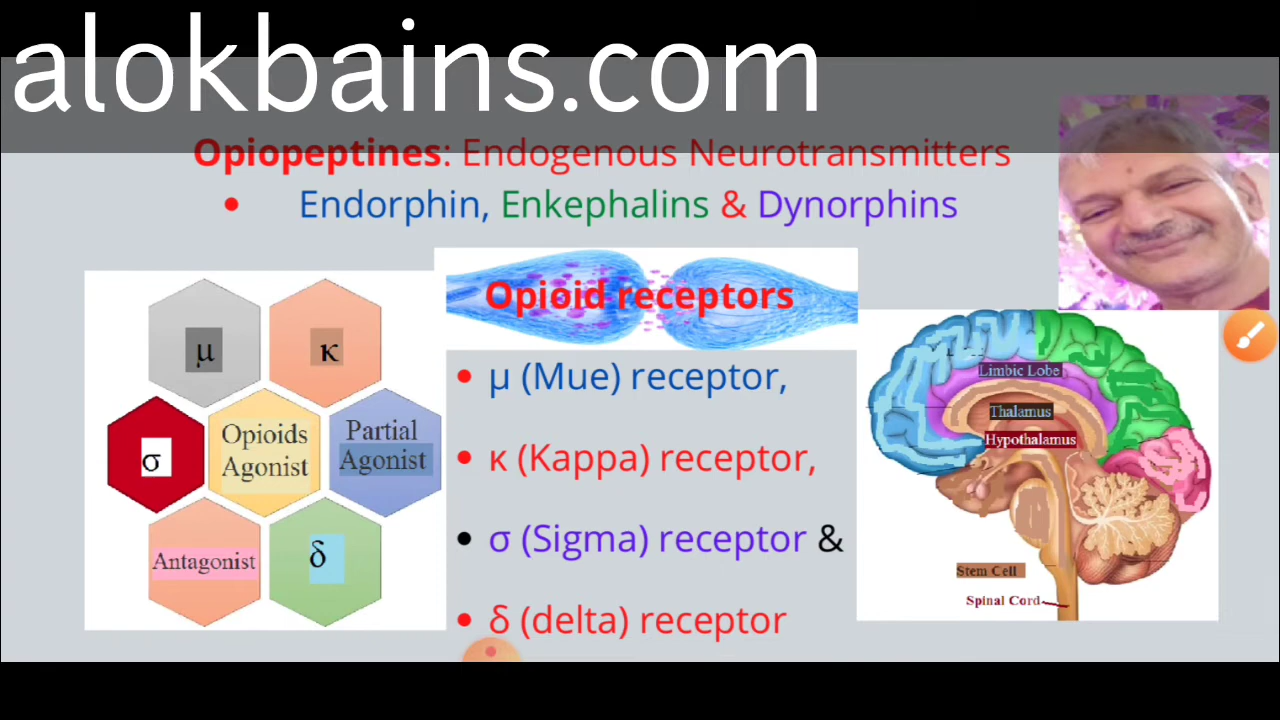 alokbains.com
Opiopeptines: Endogenous Neurotransmitters
• Endorphin, Enkephalins & Dynorphins
Opioid receptors
μ
κ
σ
Opioids
Agonist
Partial
Agonist
Antagonist
δ
• μ (Mue) receptor,
• κ (Kappa) receptor,
• σ (Sigma) receptor &
• δ (delta) receptor
Limbic Lobe
Thalamus
Hypothalamus
Stem Cell
Spinal Cord